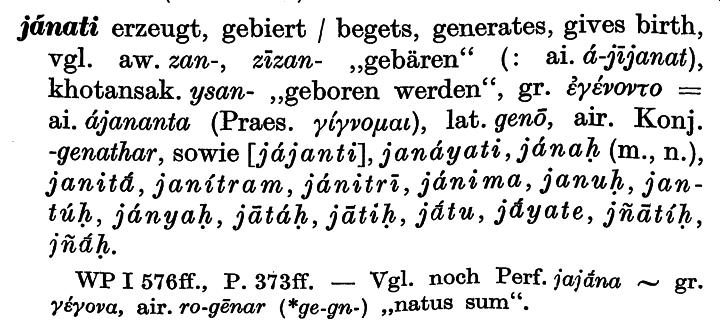 jánati erzeugt, gebiert / begets, generates, gives birth,
vgl. aw. zan-, zīzan- „gebären“ (: ai. á-jījanat),
khotansak. ysan- „geboren werden“, gr. ἐγένοντο =
ai. ájananta (Praes. γίγνομαι), lat. genō, air. Konj.
-genathar, sowie [jájanti], janáyati, jánaḥ (m., n.),
janitā́, janítram, jánitrī, jánima, januḥ, jan-
túḥ, jányaḥ, jātáḥ, jātiḥ, jā́tu, jā́yate, jñātíḥ,
jñā́ḥ.
WP I 576ff., P. 373ff. — Vgl. noch Perf. jajā́na ~ gr.
γέγονα, air. ro-gēnar (*ge-gn-) „natus sum“.